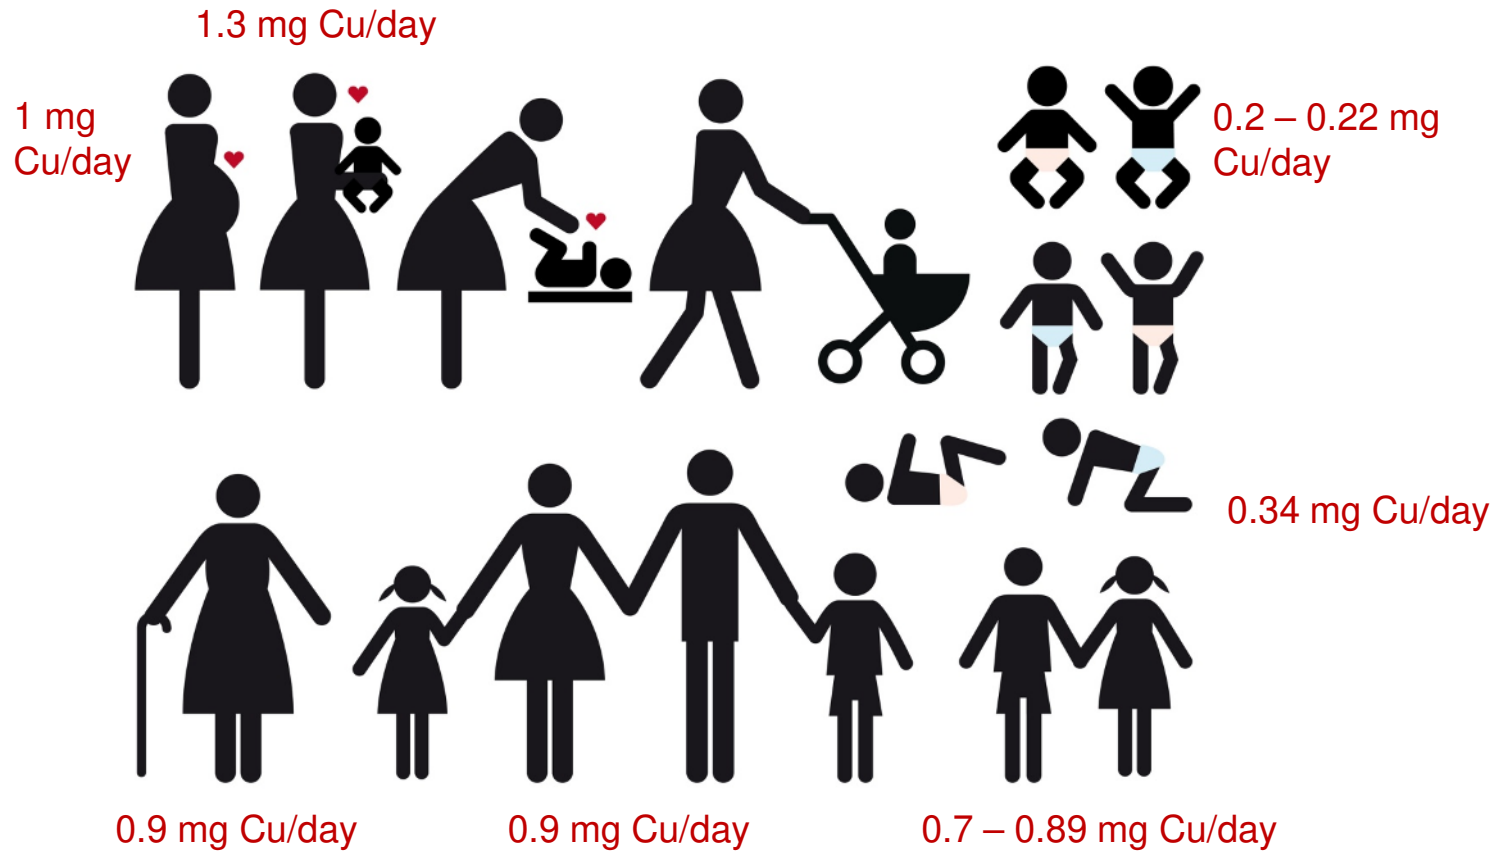 1.3 mg Cu/day
1 mg
Cu/day
0.2 – 0.22 mg
Cu/day
0.34 mg Cu/day
0.9 mg Cu/day
0.9 mg Cu/day
0.7 – 0.89 mg Cu/day